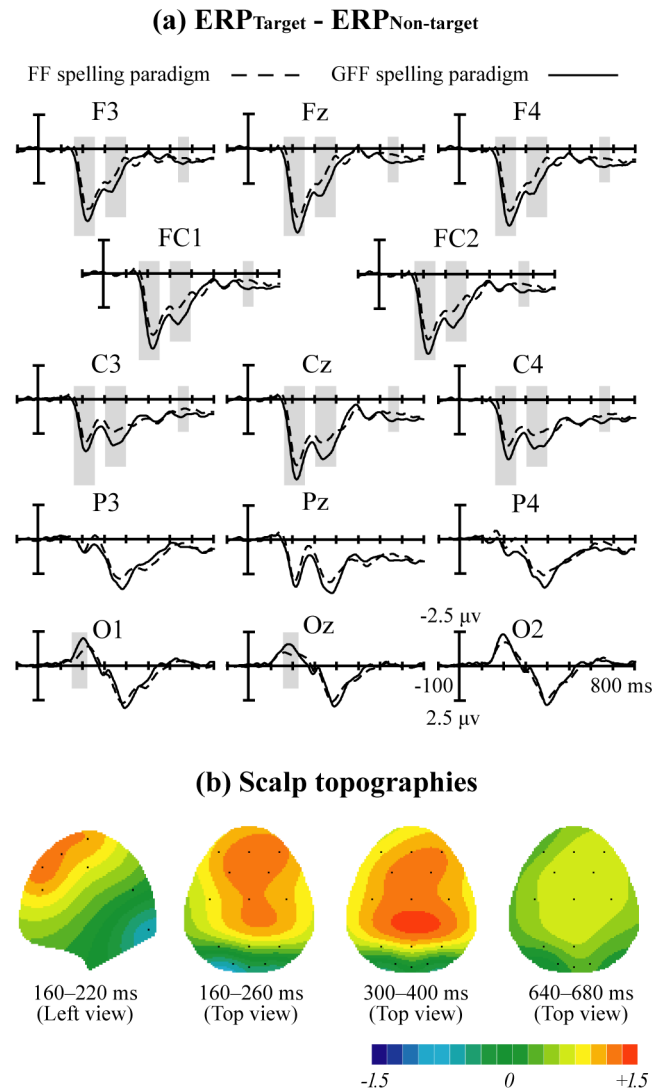 (a) ERPTarget - ERPNon-target
FF spelling paradigm GFF spelling paradigm
F3 Fz F4
FC1 FC2
C3 Cz C4
P3 Pz P4
O1 Oz -2.5 μv O2
-100 800 ms
2.5 μv
(b) Scalp topographies
160–220 ms 160–260 ms 300–400 ms 640–680 ms
(Left view) (Top view) (Top view) (Top view)
-1.5 0 +1.5